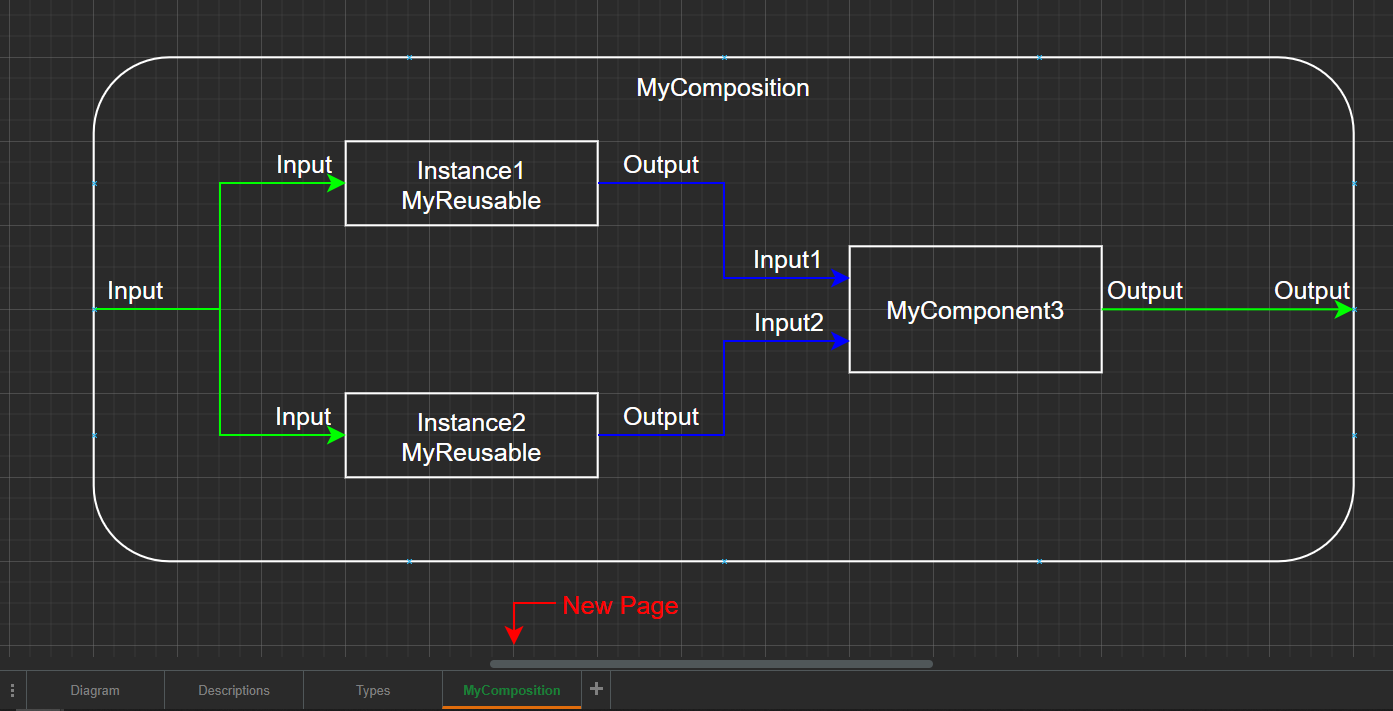 MyComposition
Input
Instance1
MyReusable
Output
Input1
Input
Input2
MyComponent3
Output
Output
Input
Instance2
MyReusable
Output
New Page
Diagram
Descriptions
Types
MyComposition
+